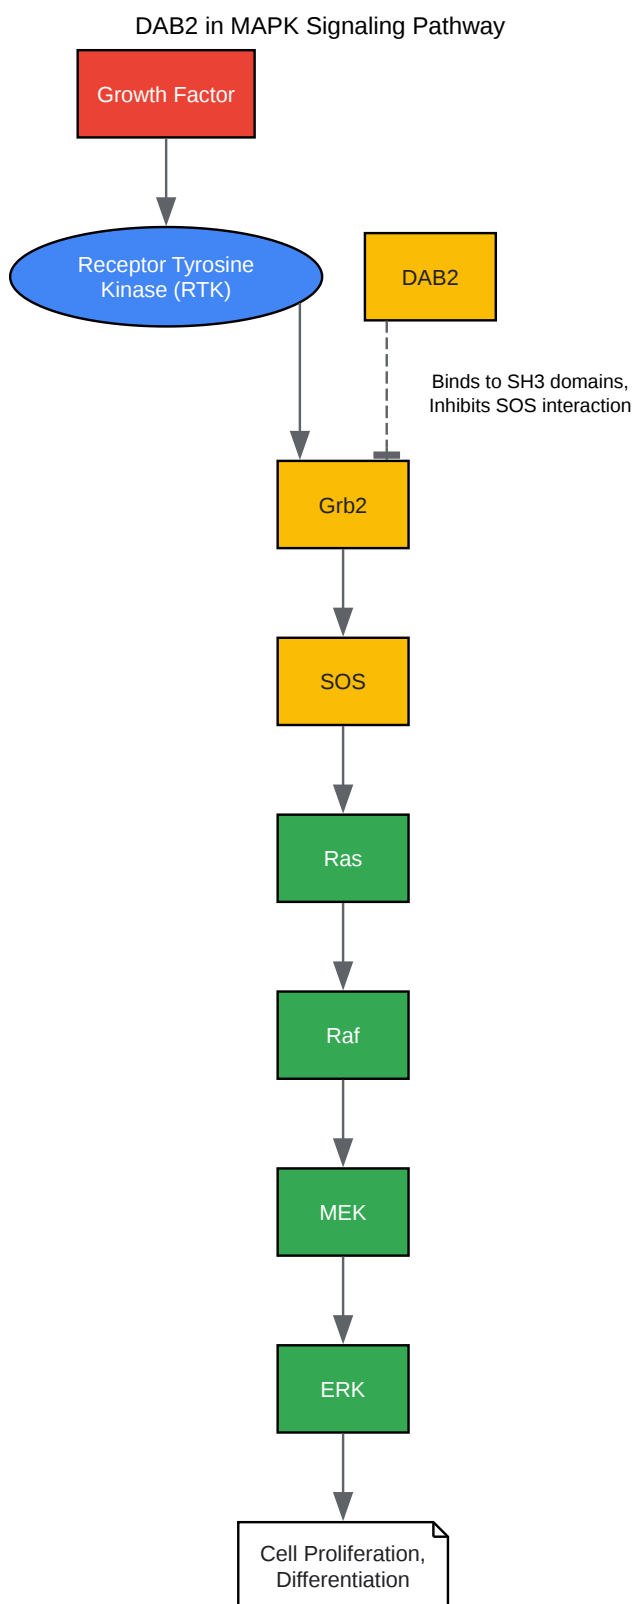 DAB2 in MAPK Signaling Pathway
Growth Factor
Receptor Tyrosine
Kinase (RTK)
DAB2
Binds to SH3 domains,
Inhibits SOS interaction
Grb2
SOS
Ras
Raf
MEK
ERK
Cell Proliferation,
Differentiation